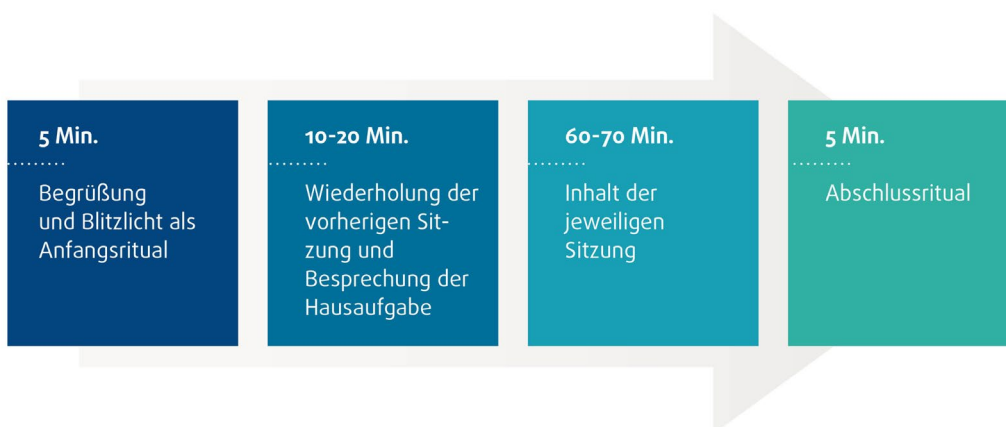 5 Min.
Begrüßung
und Blitzlicht als
Anfangsritual
10-20 Min.
Wiederholung der
vorherigen Sit-
zung und
Besprechung der
Hausaufgabe
60-70 Min.
Inhalt der
jeweiligen
Sitzung
5 Min.
Abschlussritual